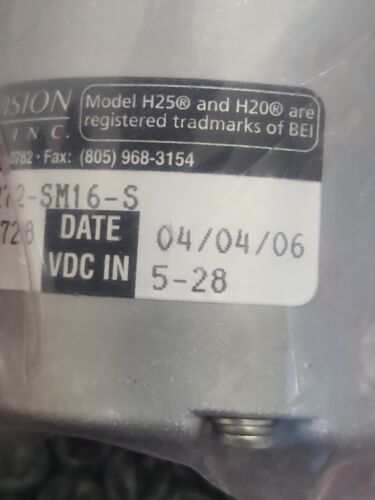 ISION
INC.
Model H25® and H20® are
registered tradmarks of BEI
-0782 · Fax: (805) 968-3154
272-SM16-S
728 DATE 04/04/06
VDC IN 5-28